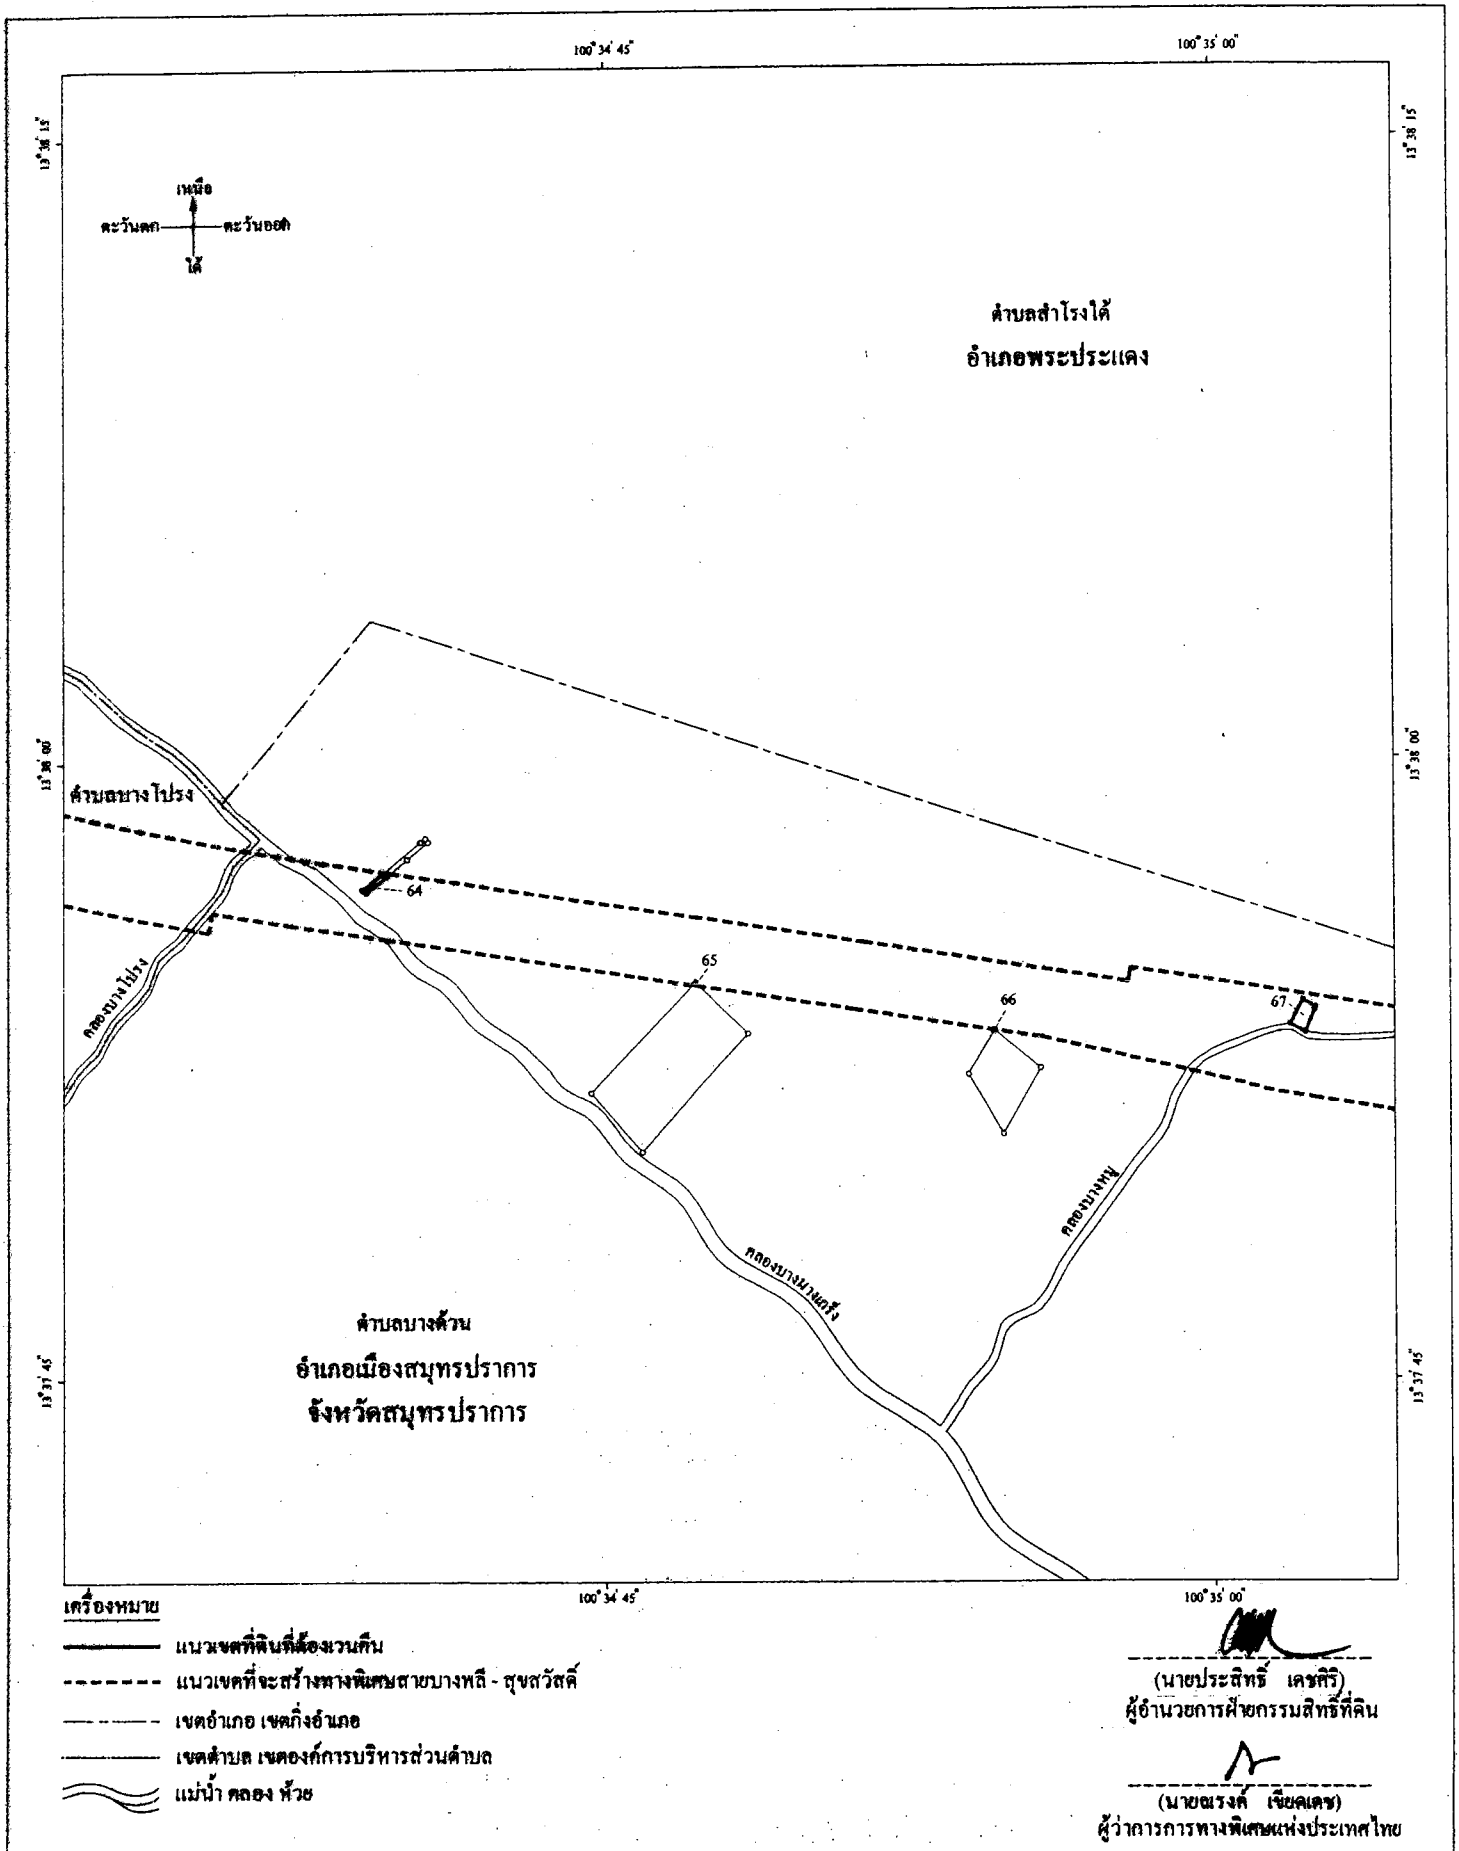 100° 34' 45"
100° 35' 00"
13° 38' 15"
13° 38' 15"
เหนือ
ตะวันตก
ตะวันออก
ใต้
ตำบลสำโรงใต้
อำเภอพระประแดง
13° 38' 00"
13° 38' 00"
ตำบลบางโปรง
64
65
66
67
คลองบางโปรง
คลองบางหมู
คลองบางนางเกรง
ตำบลบางด้วน
อำเภอเมืองสมุทรปราการ
จังหวัดสมุทรปราการ
13° 37' 45"
13° 37' 45"
100° 34' 45"
100° 35' 00"
เครื่องหมาย
แนวเขตที่ดินที่ต้องเวนคืน
แนวเขตที่จะสร้างทางพิเศษสายบางพลี - สุขสวัสดิ์
เขตอำเภอ เขตกิ่งอำเภอ
เขตตำบล เขตองค์การบริหารส่วนตำบล
แม่น้ำ คลอง ห้วย
(นายประสิทธิ์ เดชศิริ)
ผู้อำนวยการฝ่ายกรรมสิทธิ์ที่ดิน
(นายณรงค์ เขียดเดช)
ผู้ว่าการการทางพิเศษแห่งประเทศไทย